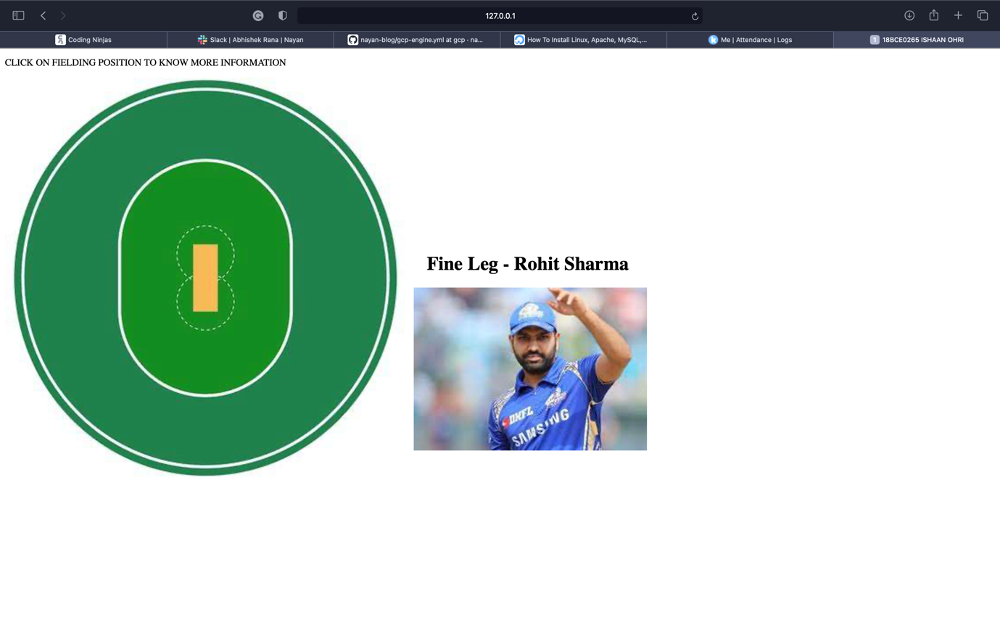 127.0.0.1
Coding Ninjas
Slack | Abhishek Rana | Nayan
nayan-blog/gcp-engine.yml at gcp · na...
How To Install Linux, Apache, MySQL,...
Me | Attendance | Logs
1 18BCE0265 ISHAAN OHRI
CLICK ON FIELDING POSITION TO KNOW MORE INFORMATION
Fine Leg - Rohit Sharma
DHFL
SAMSUNG